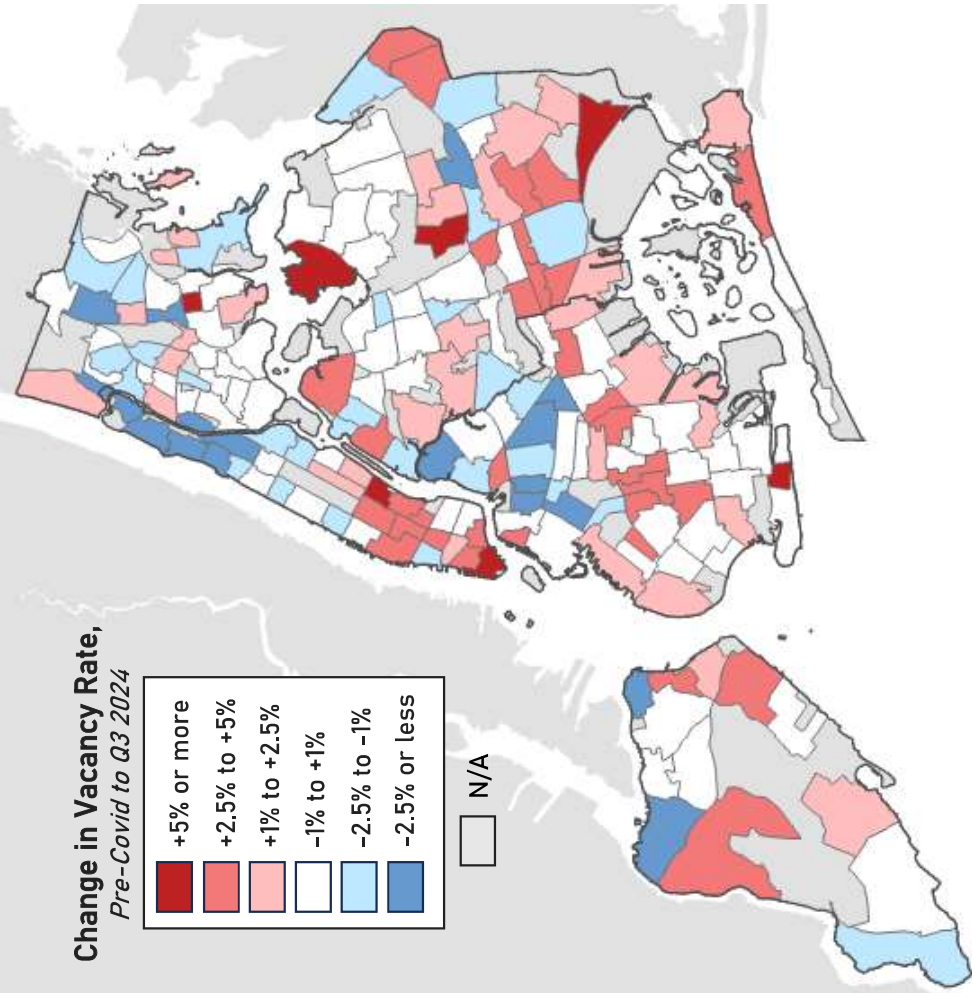 Change in Vacancy Rate,
Pre-Covid to Q3 2024
+5% or more
+2.5% to +5%
+1% to +2.5%
-1% to +1%
-2.5% to -1%
-2.5% or less
N/A